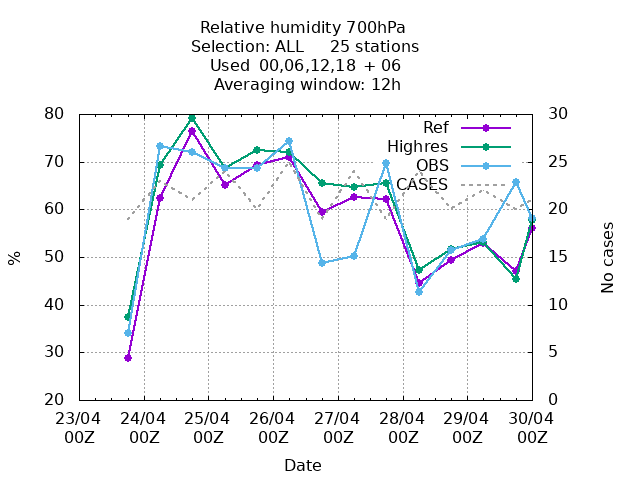 Relative humidity 700hPa
Selection: ALL 25 stations
Used 00,06,12,18 + 06
Averaging window: 12h
80 30
Ref
Highres
OBS
CASES
70 25
60 20
50 15
40 10
30 5
20 0
%
No cases
23/04 24/04 25/04 26/04 27/04 28/04 29/04 30/04
00Z 00Z 00Z 00Z 00Z 00Z 00Z 00Z
Date